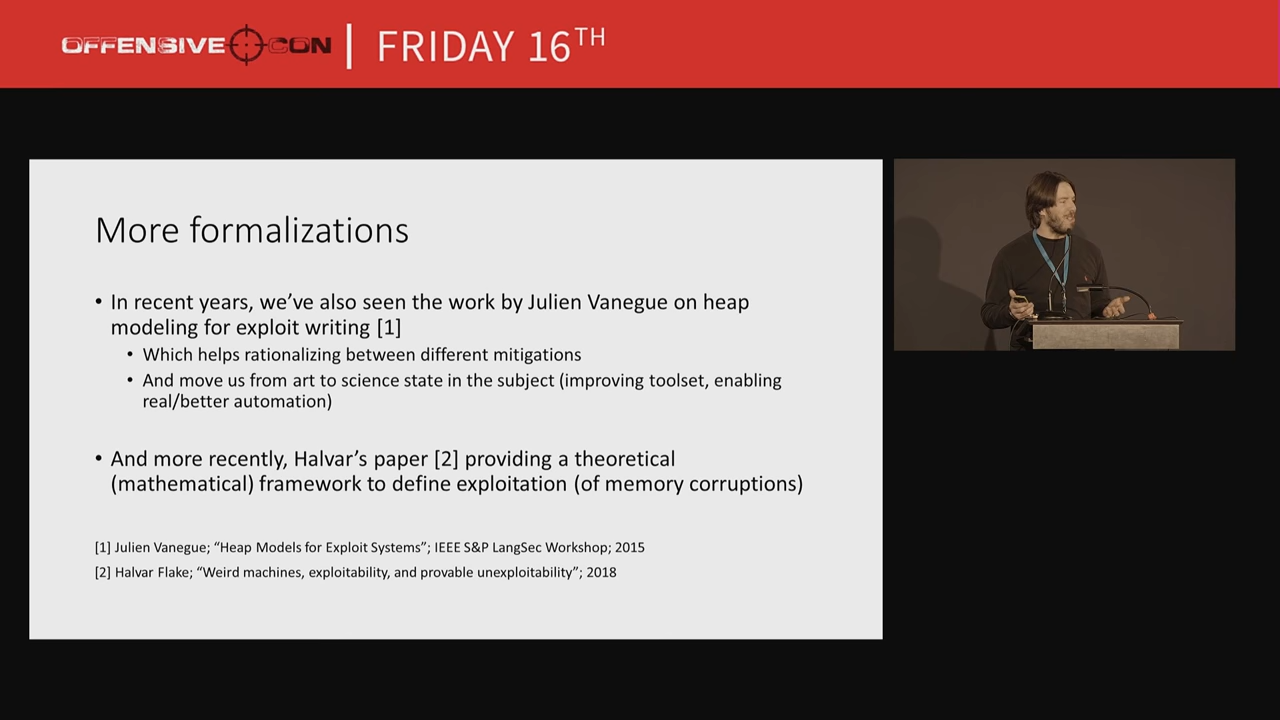 OFFENSIVE CON | FRIDAY 16TH
More formalizations
• In recent years, we’ve also seen the work by Julien Vanegue on heap
modeling for exploit writing [1]
• Which helps rationalizing between different mitigations
• And move us from art to science state in the subject (improving toolset, enabling
real/better automation)
• And more recently, Halvar’s paper [2] providing a theoretical
(mathematical) framework to define exploitation (of memory corruptions)
[1] Julien Vanegue; “Heap Models for Exploit Systems”; IEEE S&P LangSec Workshop; 2015
[2] Halvar Flake; “Weird machines, exploitability, and provable unexploitability”; 2018